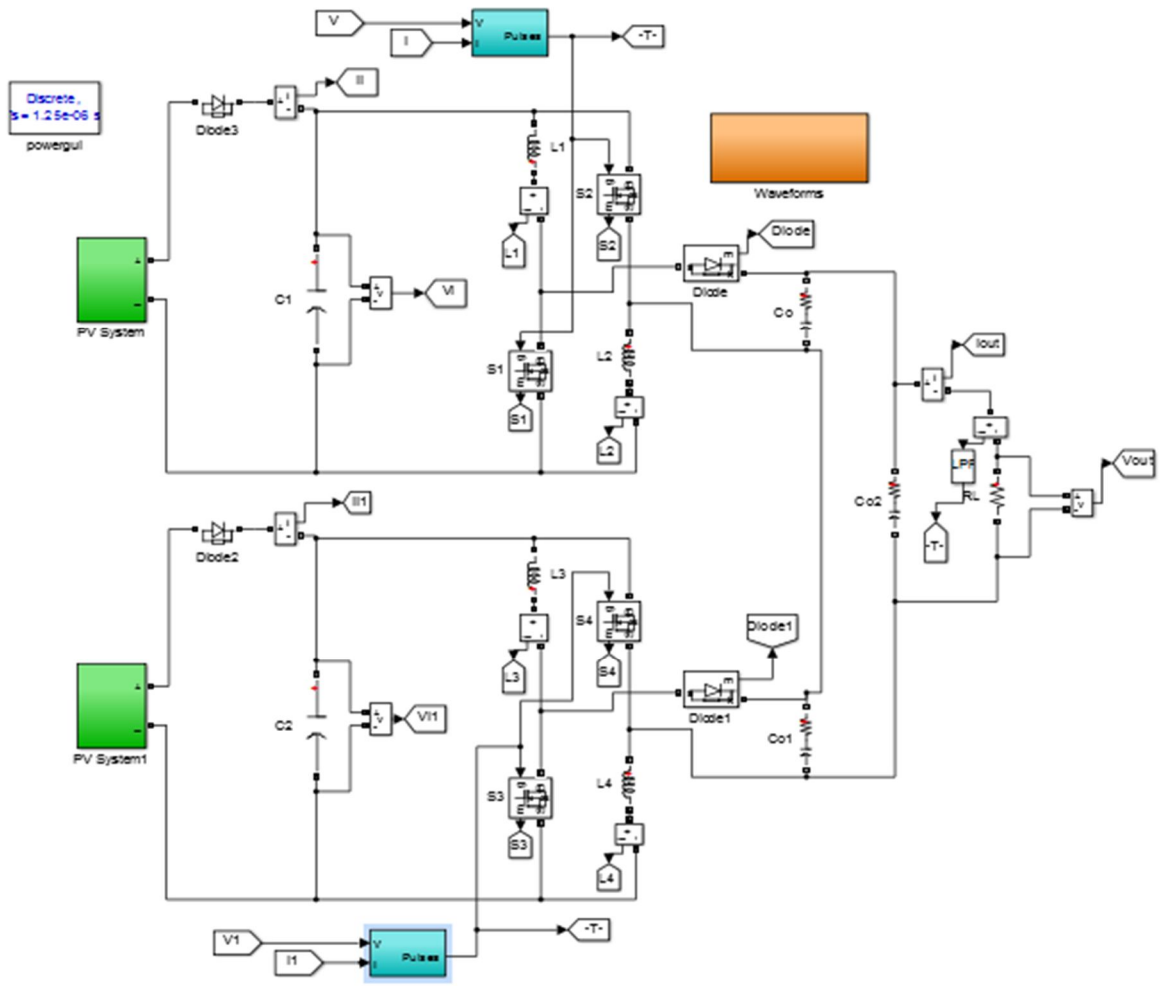 V
V
I
I
Pulses
-T-
Discrete,
s = 1.25e-06 s
powergui
Diode3
II
L1
S2
g
m
Waveforms
L1
S2
Diode
m
Diode
+
PV System
C1
+
v
VI
Co
S1
g
m
L2
S1
L2
Iout
LPF
RL
-T-
+
v
Vout
Co2
II1
Diode2
L3
S4
g
m
L3
S4
Diode1
m
Diode1
+
PV System1
C2
+
v
VI1
Co1
S3
g
m
L4
S3
L4
V1
V
I1
I
Pulses
-T-